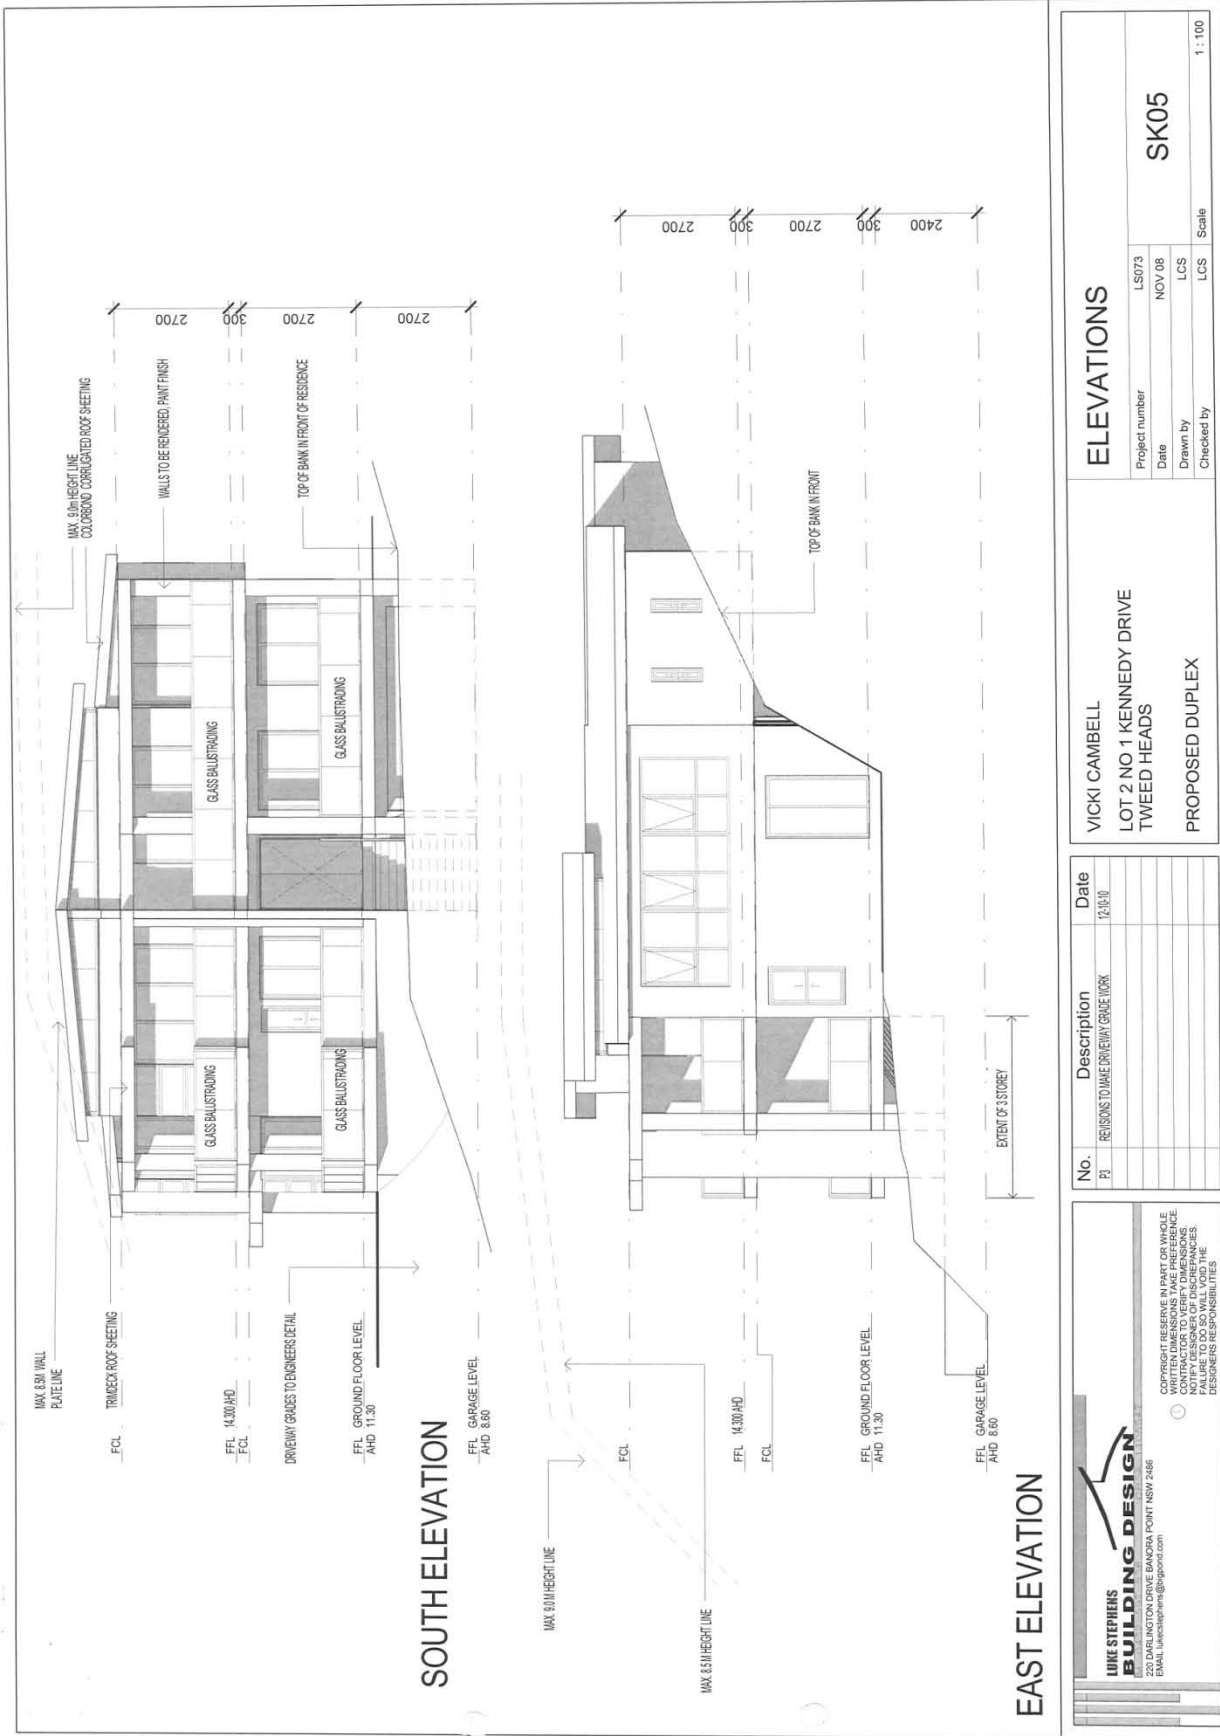 MAX. 8.5M WALL
PLATE LINE
MAX. 9.0m HEIGHT LINE
COLORBOND CORRUGATED ROOF SHEETING
TRIMDECK ROOF SHEETING
WALLS TO BE RENDERED, PAINT FINISH
FCL
FFL 14.300 AHD
FCL
DRIVEWAY GRADES TO ENGINEERS DETAIL
TOP OF BANK IN FRONT OF RESIDENCE
FFL GROUND FLOOR LEVEL
AHD 11.30
FFL GARAGE LEVEL
AHD 8.60
GLASS BALUSTRADING
GLASS BALUSTRADING
GLASS BALUSTRADING
GLASS BALUSTRADING
2700
300
2700
2700
SOUTH ELEVATION
MAX. 9.0 M HEIGHT LINE
MAX. 8.5 M HEIGHT LINE
FCL
FFL 14.300 AHD
FCL
FFL GROUND FLOOR LEVEL
AHD 11.30
FFL GARAGE LEVEL
AHD 8.60
EXTENT OF 3 STOREY
TOP OF BANK IN FRONT
2700
300
2700
300
2400
EAST ELEVATION
LUKE STEPHENS
BUILDING DESIGN
220 DARLINGTON DRIVE BANORA POINT NSW 2486
EMAIL lukecstephens@bigpond.com
COPYRIGHT RESERVE IN PART OR WHOLE
WRITTEN DIMENSIONS TAKE PREFERENCE.
CONTRACTOR TO VERIFY DIMENSIONS.
NOTIFY DESIGNER OF DISCREPANCIES.
FAILURE TO DO SO WILL VOID THE
DESIGNERS RESPONSIBILITIES
No. Description Date
P3 REVISIONS TO MAKE DRIVEWAY GRADE WORK 12-10-10
VICKI CAMBELL
LOT 2 NO 1 KENNEDY DRIVE
TWEED HEADS
PROPOSED DUPLEX
ELEVATIONS
Project number LS073
Date NOV 08
Drawn by LCS
Checked by LCS
SK05
Scale 1 : 100